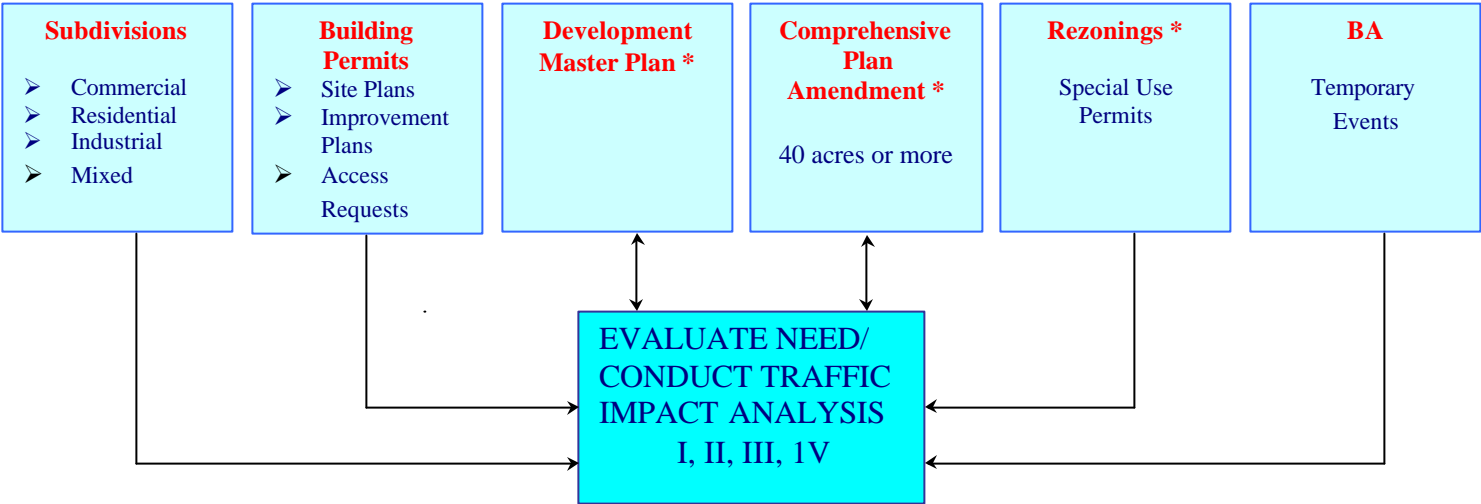 Subdivisions
➢ Commercial
➢ Residential
➢ Industrial
➢ Mixed
Building
Permits
➢ Site Plans
➢ Improvement
Plans
➢ Access
Requests
Development
Master Plan *
Comprehensive
Plan
Amendment *
40 acres or more
Rezonings *
Special Use
Permits
BA
Temporary
Events
EVALUATE NEED/
CONDUCT TRAFFIC
IMPACT ANALYSIS
I, II, III, 1V